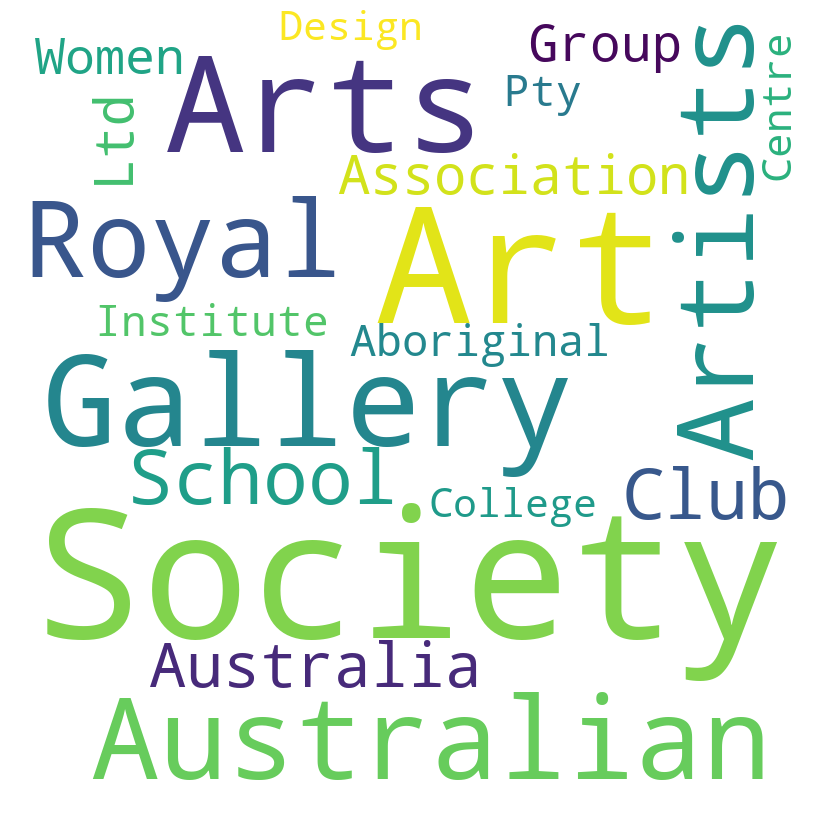 Design
Women
Group
Arts
Pty
Ltd
Artists
Centre
Association
Royal
Art
Institute
Aboriginal
Gallery
School
College
Club
Society
Australia
Australian